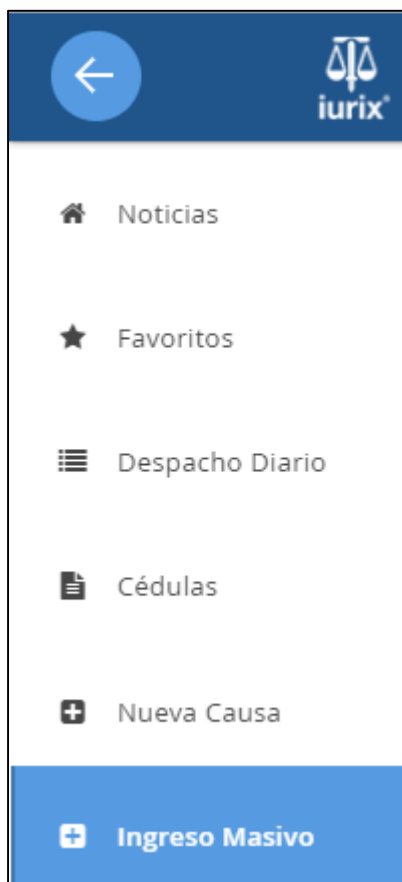 iurix®
Noticias
Favoritos
Despacho Diario
Cédulas
Nueva Causa
Ingreso Masivo